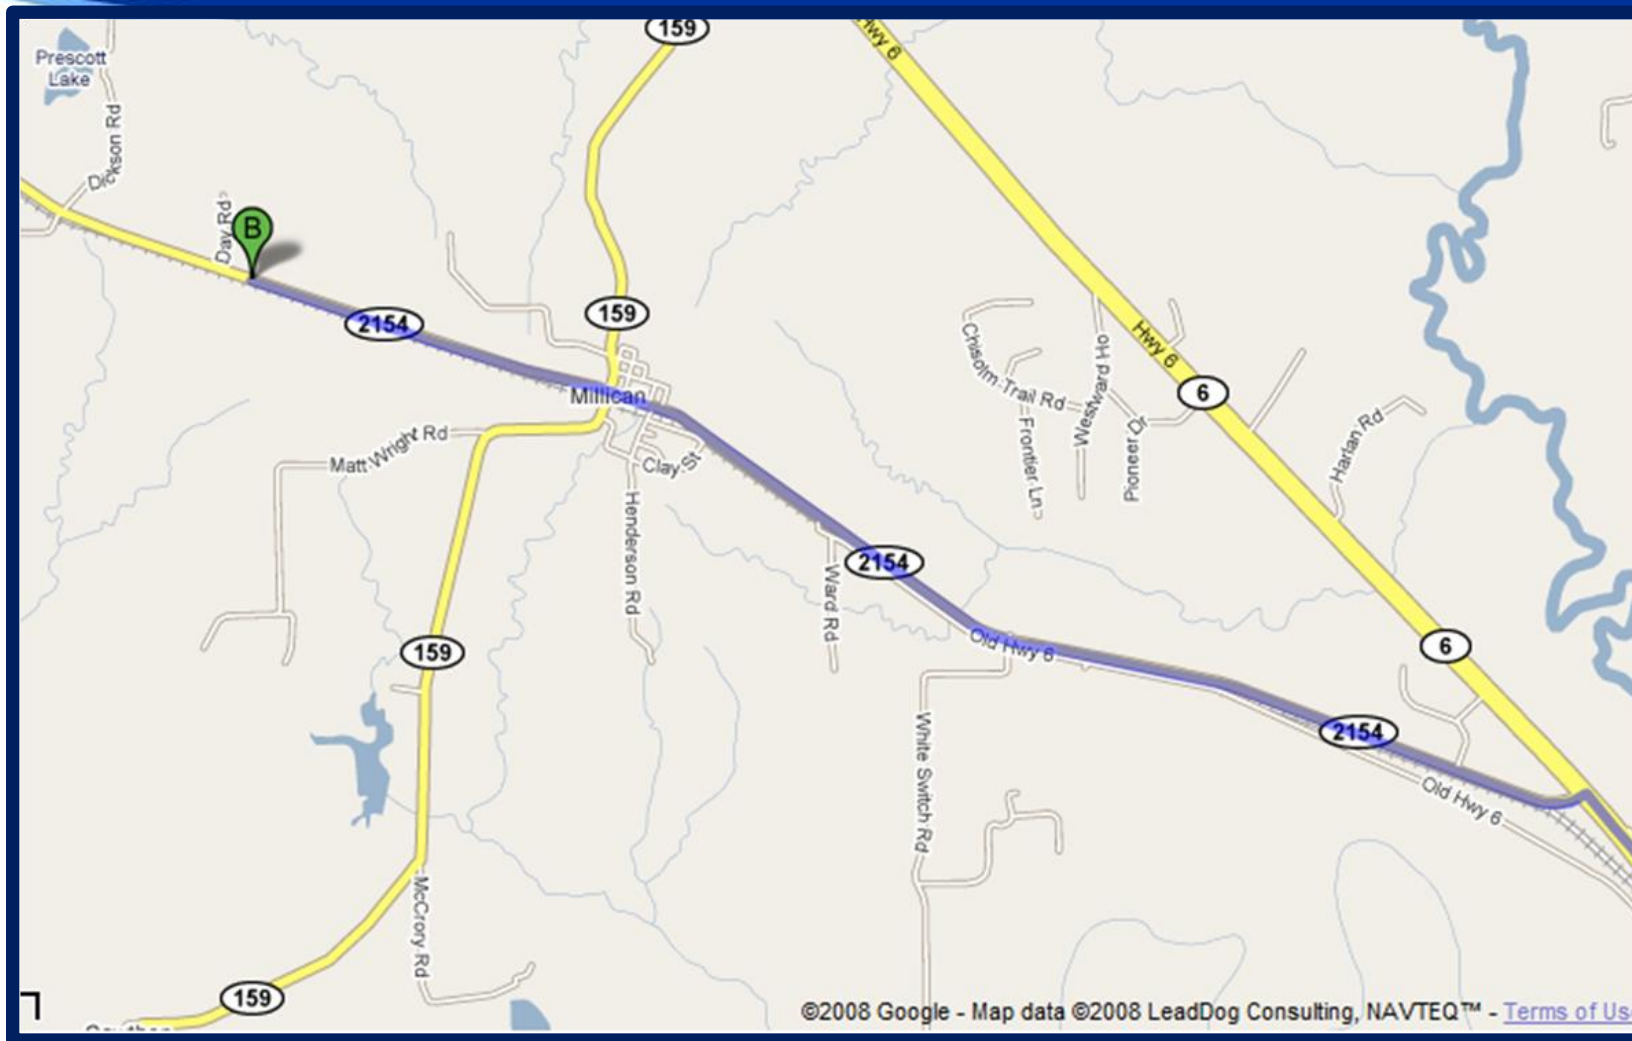 159
Hwy 6
Prescott
Lake
Dickson Rd
Day Rd
B
2154
159
Millican
Matt Wright Rd
Clay St
Henderson Rd
Chisolm Trail Rd
Westward Ho
Frontier Ln
Pioneer Dr
Hwy 6
6
Harlan Rd
2154
Ward Rd
Old Hwy 6
159
6
White Switch Rd
2154
Old Hwy 6
McCrory Rd
159
©2008 Google - Map data ©2008 LeadDog Consulting, NAVTEQ™ - Terms of Us